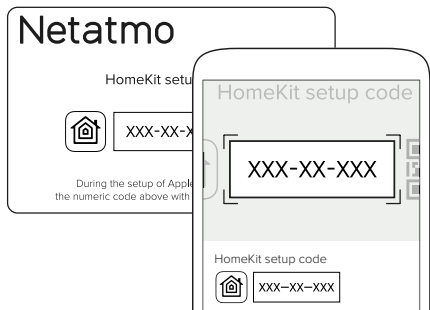 Netatmo
HomeKit setu
XXX-XX-X
During the setup of Apple
the numeric code above with
HomeKit setup code
XXX-XX-XXX
HomeKit setup code
XXX–XX–XXX